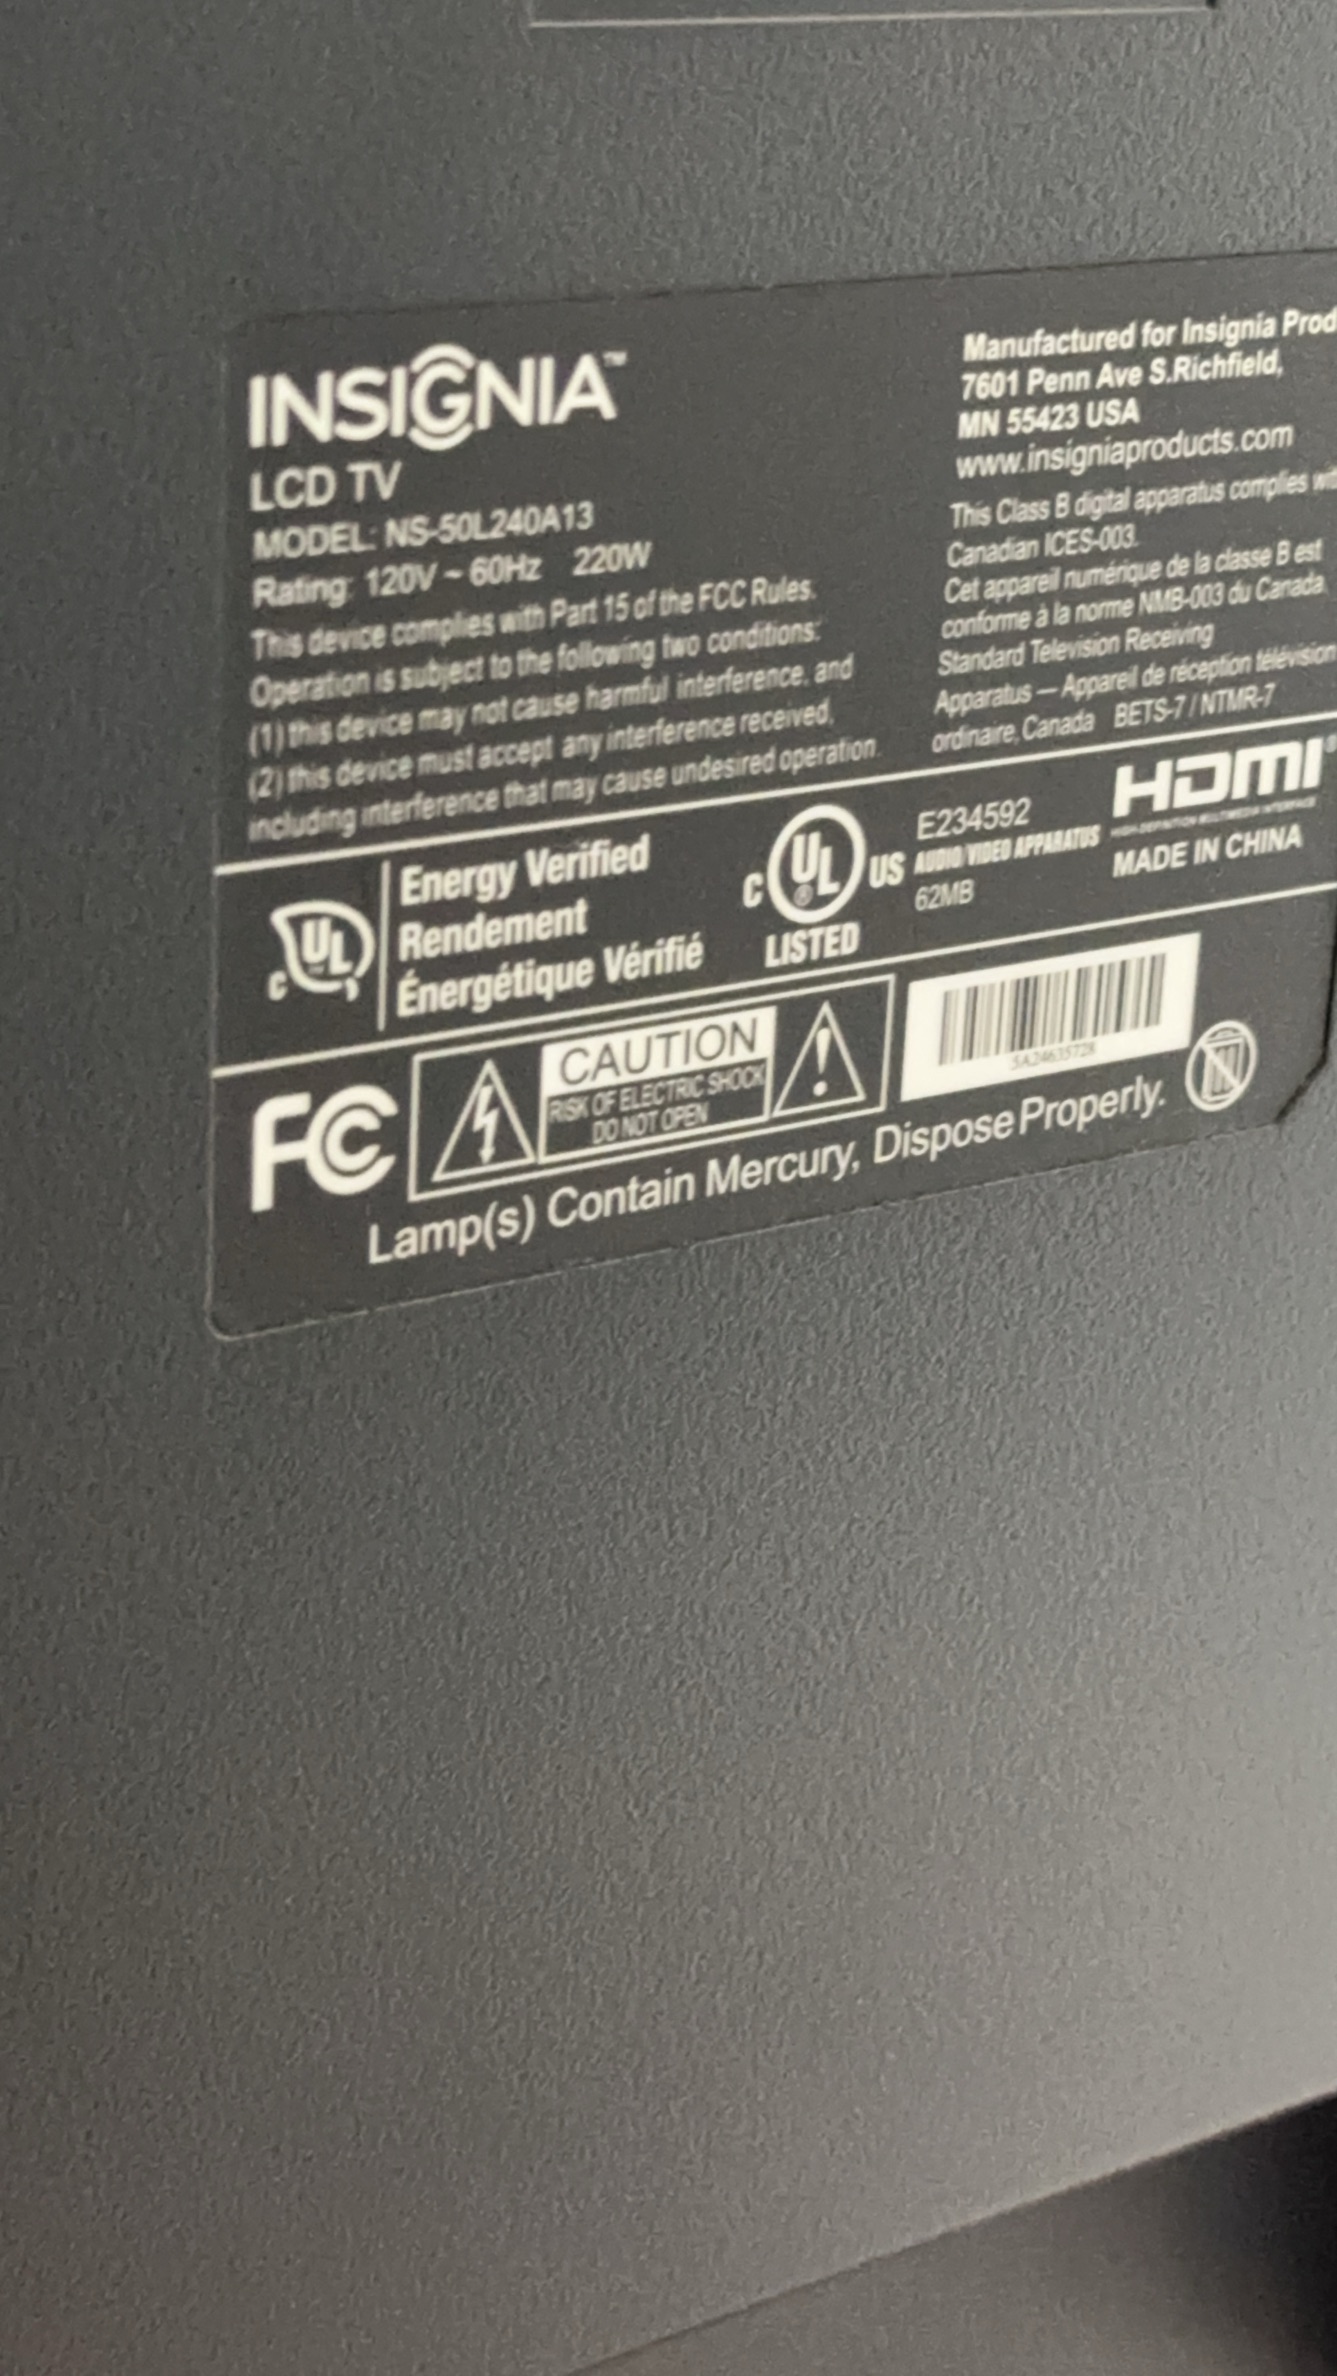 INSIGNIA™
LCD TV
MODEL: NS-50L240A13
Rating: 120V ~ 60Hz 220W
This device complies with Part 15 of the FCC Rules.
Operation is subject to the following two conditions:
(1) this device may not cause harmful interference, and
(2) this device must accept any interference received,
including interference that may cause undesired operation.
Manufactured for Insignia Prod
7601 Penn Ave S.Richfield,
MN 55423 USA
www.insigniaproducts.com
This Class B digital apparatus complies wit
Canadian ICES-003.
Cet appareil numérique de la classe B est
conforme à la norme NMB-003 du Canada.
Standard Television Receiving
Apparatus — Appareil de réception télévision
ordinaire, Canada BETS-7 / NTMR-7
C UL
Energy Verified
Rendement
Énergétique Vérifié
C UL® US
LISTED
E234592
AUDIO/VIDEO APPARATUS
62MB
HDMI®
HIGH-DEFINITION MULTIMEDIA INTERFACE
MADE IN CHINA
FC
CAUTION
RISK OF ELECTRIC SHOCK
DO NOT OPEN
Lamp(s) Contain Mercury, Dispose Properly.